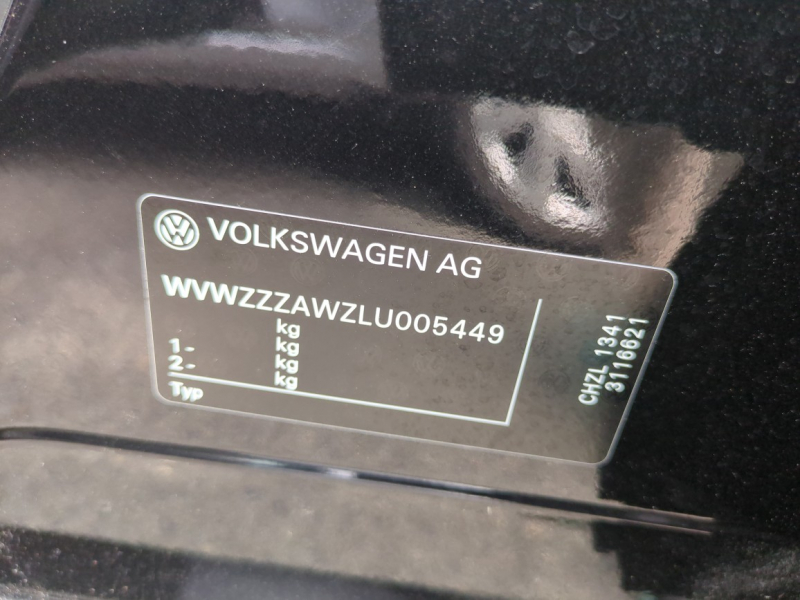 VOLKSWAGEN AG
WVWZZZAWZLU005449
kg
1- kg
2- kg
kg
Typ
CHZL 1341
3116621